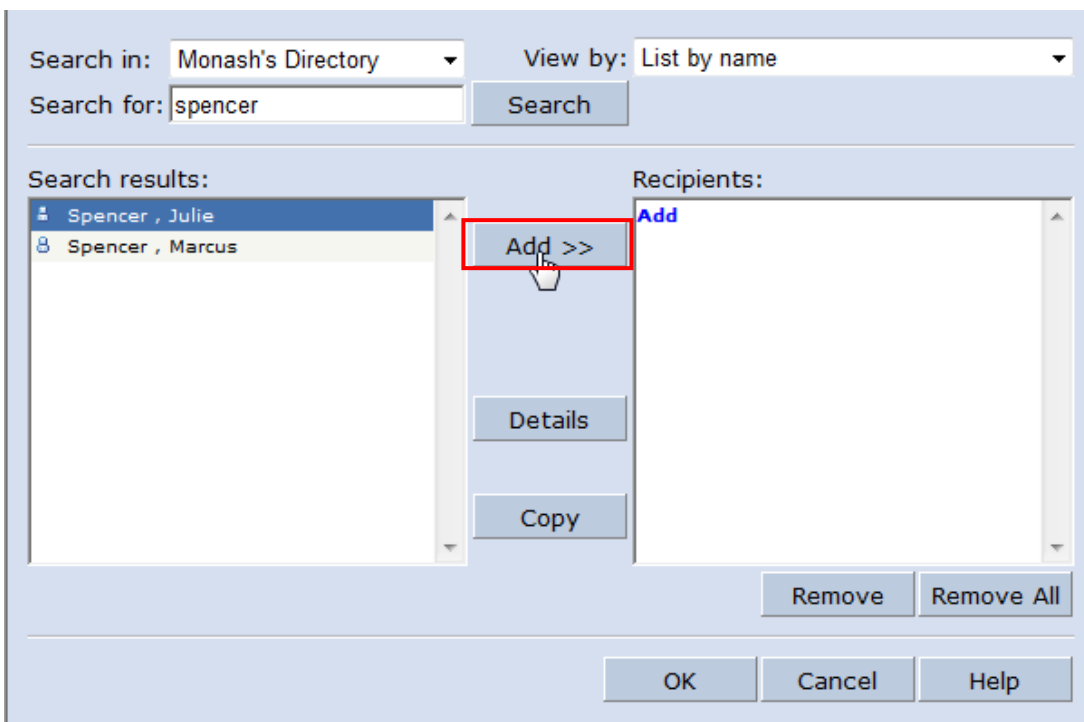 Search in: Monash's Directory View by: List by name
Search for: spencer Search
Search results: Recipients:
Spencer , Julie Add
Spencer , Marcus Add >>
Details
Copy
Remove Remove All
OK Cancel Help